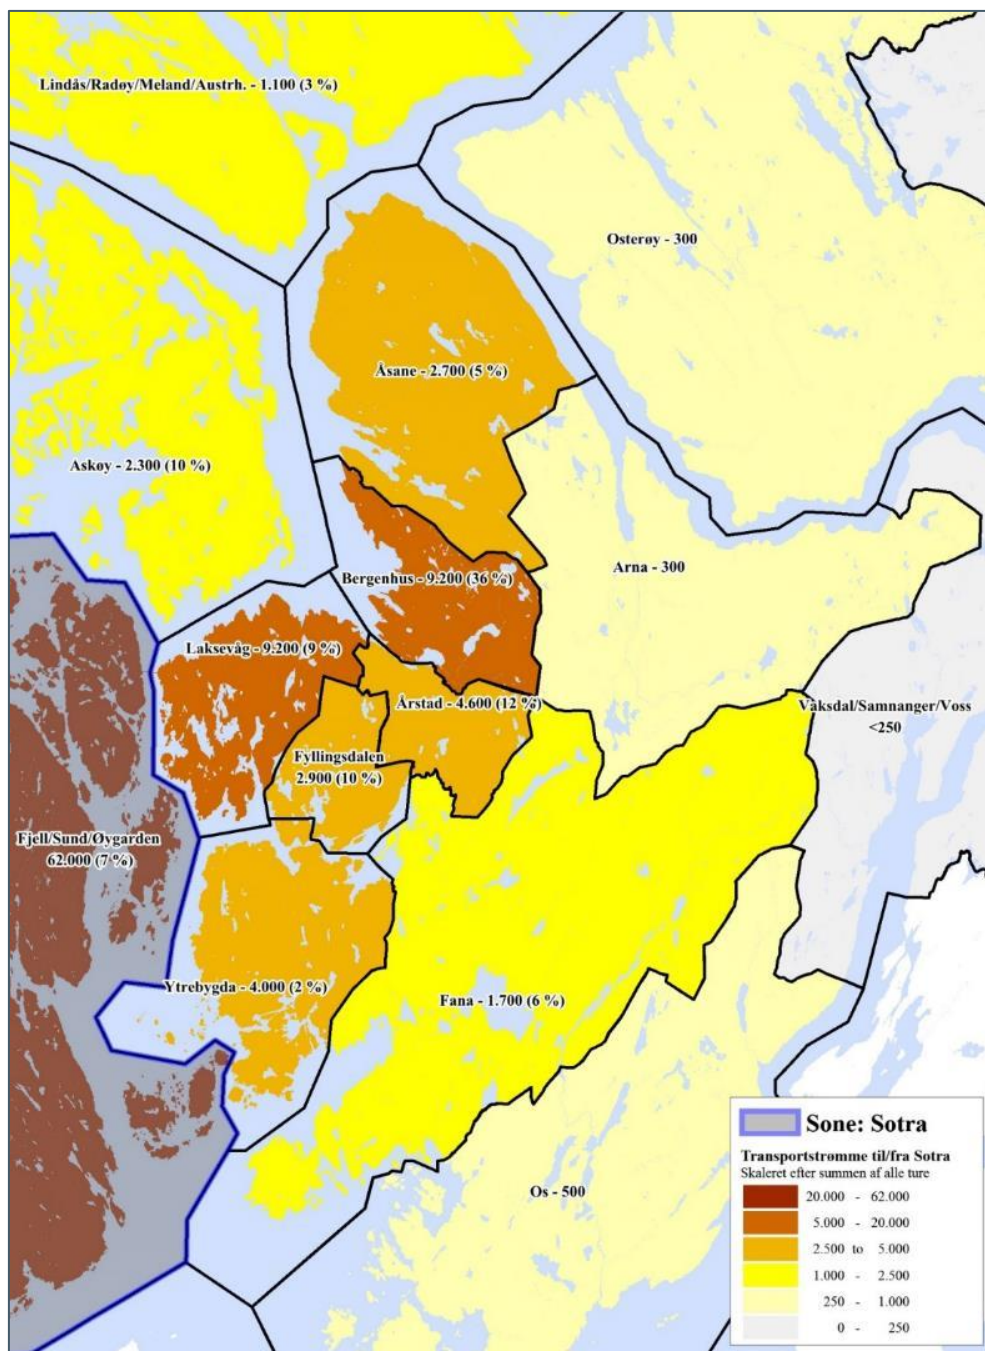 Lindås/Radøy/Meland/Austrh. - 1.100 (3 %)
Osterøy - 300
Åsane - 2.700 (5 %)
Askøy - 2.300 (10 %)
Bergenhus - 9.200 (36 %)
Arna - 300
Laksevåg - 9.200 (9 %)
Årstad - 4.600 (12 %)
Vaksdal/Samnanger/Voss
<250
Fyllingsdalen
2.900 (10 %)
Fjell/Sund/Øygarden
62.000 (7 %)
Ytrebygda - 4.000 (2 %)
Fana - 1.700 (6 %)
Os - 500
Sone: Sotra
Transportstrømme til/fra Sotra
Skaleret efter summen af alle ture
20.000 - 62.000
5.000 - 20.000
2.500 to 5.000
1.000 - 2.500
250 - 1.000
0 - 250